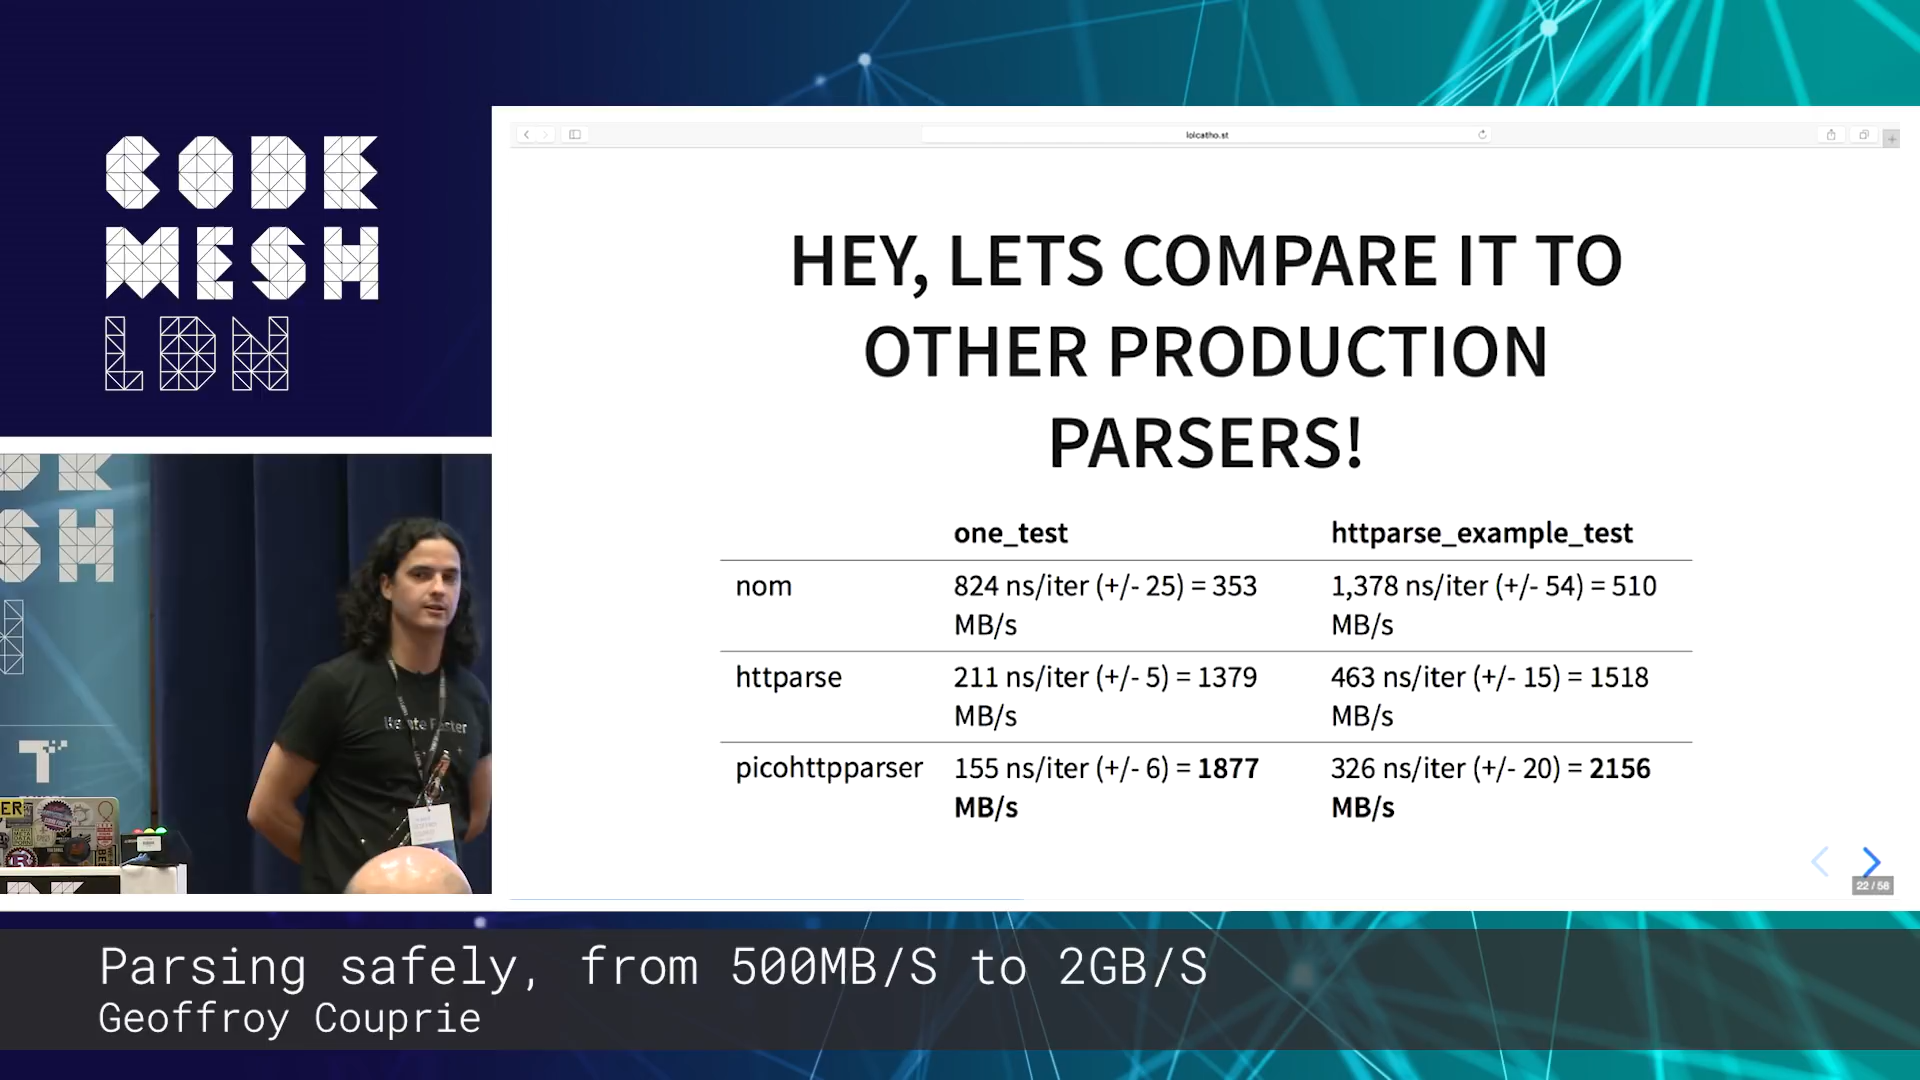 CODE
MESH
LDN
lolcatho.st
HEY, LETS COMPARE IT TO
OTHER PRODUCTION
PARSERS!
one_test httparse_example_test
nom 824 ns/iter (+/- 25) = 353 1,378 ns/iter (+/- 54) = 510
MB/s MB/s
httparse 211 ns/iter (+/- 5) = 1379 463 ns/iter (+/- 15) = 1518
MB/s MB/s
picohttpparser 155 ns/iter (+/- 6) = 1877 326 ns/iter (+/- 20) = 2156
MB/s MB/s
22 / 58
SH
Faster
Parsing safely, from 500MB/S to 2GB/S
Geoffroy Couprie